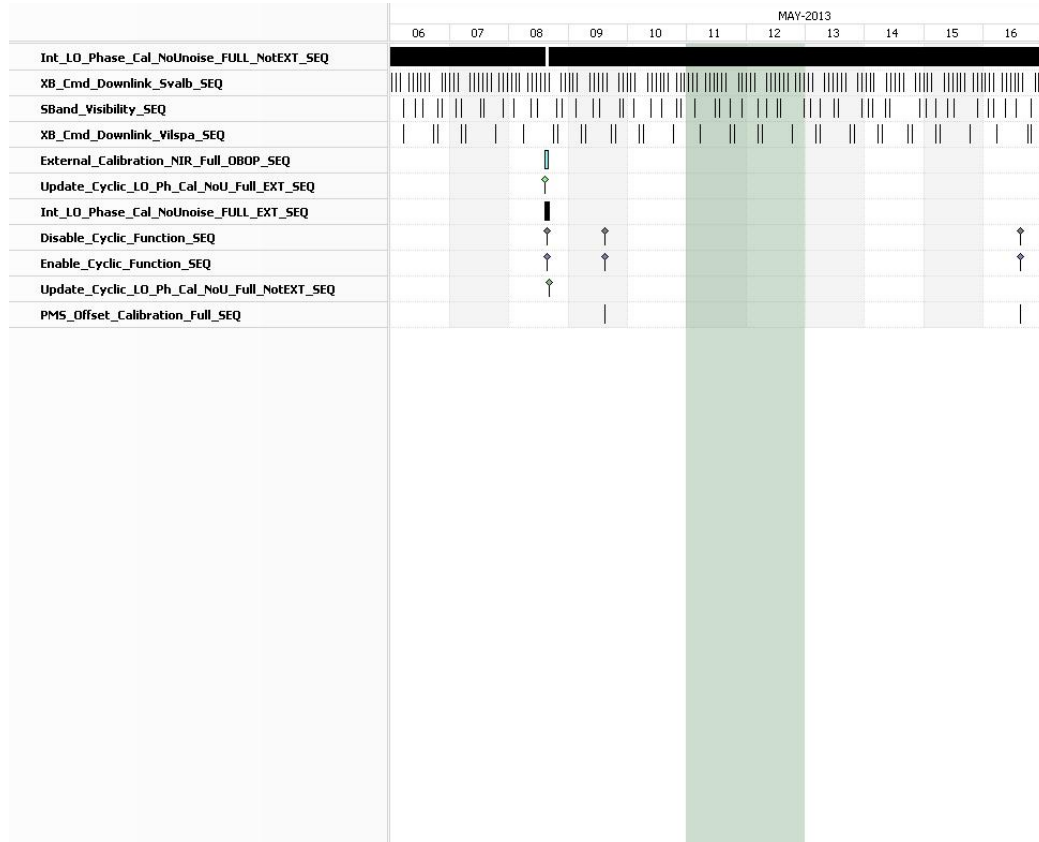 MAY-2013
06 07 08 09 10 11 12 13 14 15 16
Int_LO_Phase_Cal_NoUnoise_FULL_NotEXT_SEQ
XB_Cmd_Downlink_Svalb_SEQ
SBand_Visibility_SEQ
XB_Cmd_Downlink_Vilspa_SEQ
External_Calibration_NIR_Full_OBOP_SEQ
Update_Cyclic_LO_Ph_Cal_NoU_Full_EXT_SEQ
Int_LO_Phase_Cal_NoUnoise_FULL_EXT_SEQ
Disable_Cyclic_Function_SEQ
Enable_Cyclic_Function_SEQ
Update_Cyclic_LO_Ph_Cal_NoU_Full_NotEXT_SEQ
PMS_Offset_Calibration_Full_SEQ